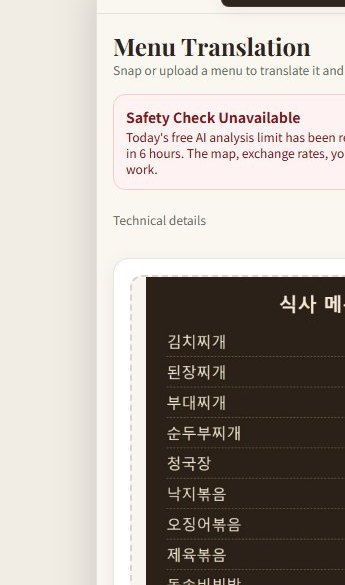 Menu Translation
Snap or upload a menu to translate it and
Safety Check Unavailable
Today's free AI analysis limit has been
in 6 hours. The map, exchange rates,
work.
Technical details
식사
김치찌개
된장찌개
부대찌개
순두부찌개
청국장
낙지볶음
오징어볶음
제육볶음